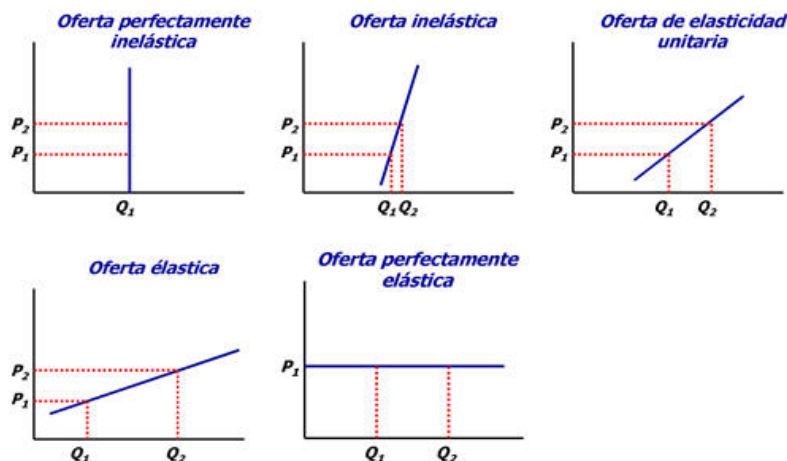 Oferta perfectamente
inelástica
P2
P1
Q1
Oferta inelástica
P2
P1
Q1 Q2
Oferta de elasticidad
unitaria
P2
P1
Q1 Q2
Oferta élastica
P2
P1
Q1 Q2
Oferta perfectamente
elástica
P1
Q1 Q2